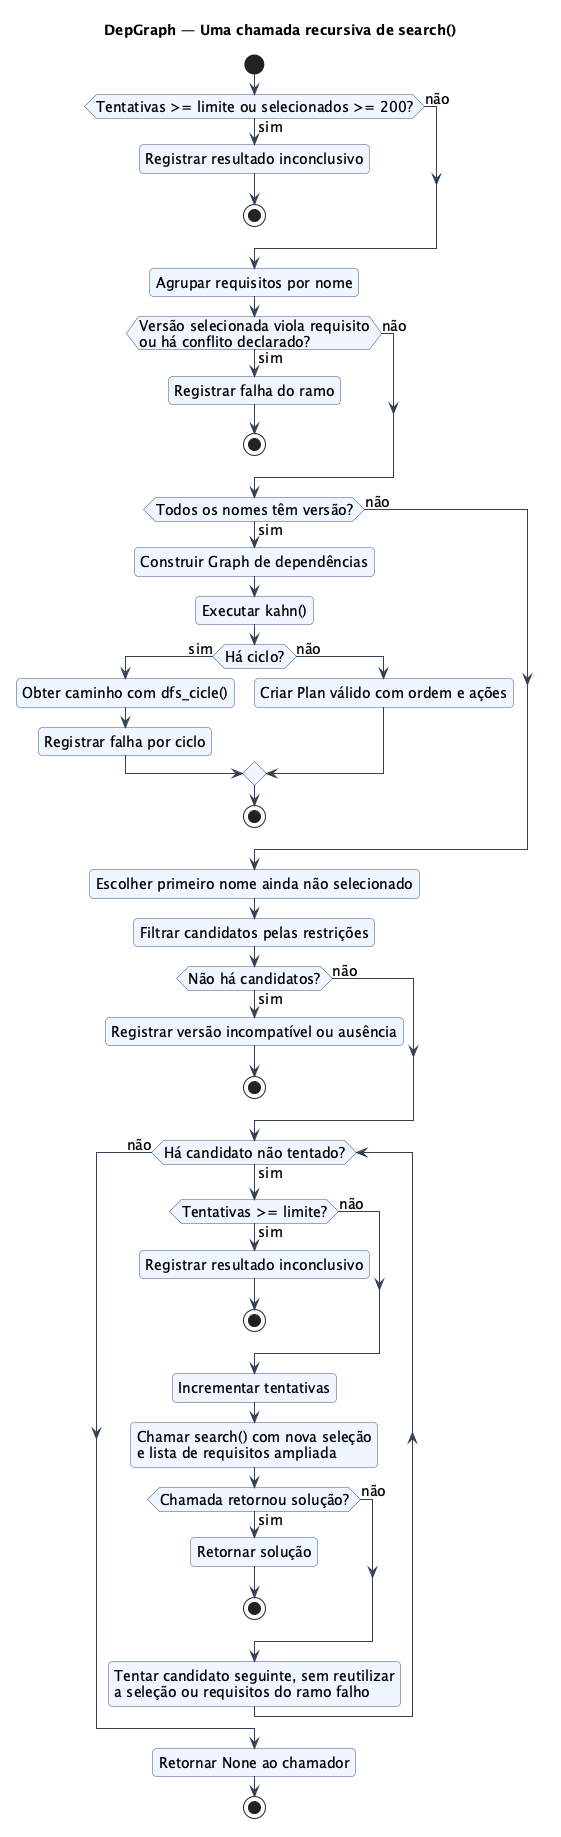 DepGraph — Uma chamada recursiva de search()
Tentativas >= limite ou selecionados >= 200?
não
sim
Registrar resultado inconclusivo
Agrupar requisitos por nome
Versão selecionada viola requisito
ou há conflito declarado?
não
sim
Registrar falha do ramo
Todos os nomes têm versão?
não
sim
Construir Graph de dependências
Executar kahn()
sim
Há ciclo?
não
Obter caminho com dfs_cicle()
Criar Plan válido com ordem e ações
Registrar falha por ciclo
Escolher primeiro nome ainda não selecionado
Filtrar candidatos pelas restrições
Não há candidatos?
não
sim
Registrar versão incompatível ou ausência
não
Há candidato não tentado?
sim
Tentativas >= limite?
não
sim
Registrar resultado inconclusivo
Incrementar tentativas
Chamar search() com nova seleção
e lista de requisitos ampliada
Chamada retornou solução?
não
sim
Retornar solução
Tentar candidato seguinte, sem reutilizar
a seleção ou requisitos do ramo falho
Retornar None ao chamador